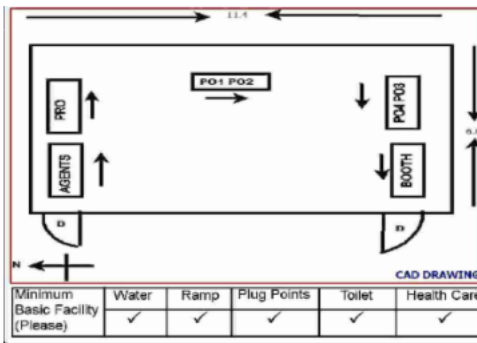 11.4
PO1 PO2
PRO
PO4 PO3
AGENTS
BOOTH
D
D
N
CAD DRAWING
Minimum Basic Facility (Please)
Water
Ramp
Plug Points
Toilet
Health Care
✓ ✓ ✓ ✓ ✓